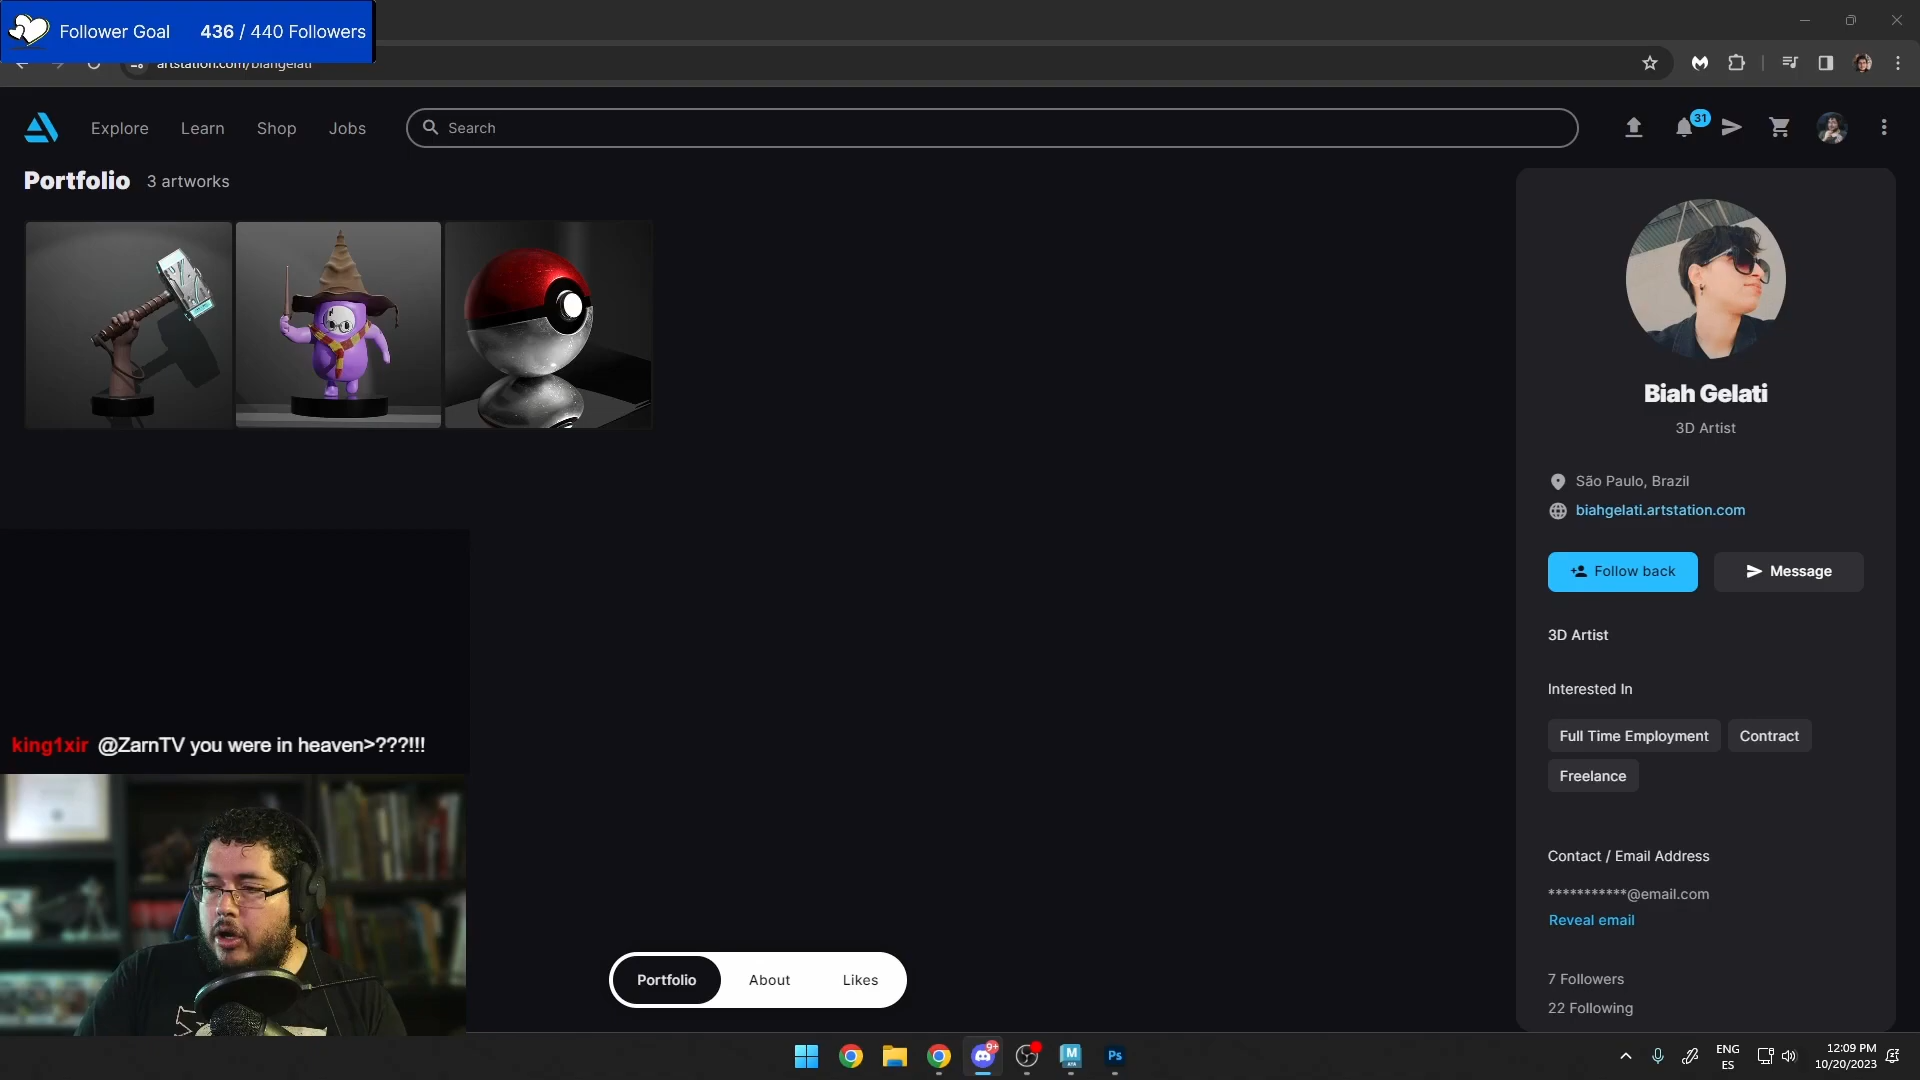 Follower Goal 436 / 440 Followers
artstation.com/biahgelati
Explore Learn Shop Jobs Search 31
Portfolio 3 artworks
Biah Gelati
3D Artist
São Paulo, Brazil
biahgelati.artstation.com
Follow back Message
3D Artist
Interested In
Full Time Employment Contract
Freelance
king1xir @ZarnTV you were in heaven>???!!!
Contact / Email Address
***********@email.com
Reveal email
Portfolio About Likes
7 Followers
22 Following
9+
M
Ps
ENG
ES
12:09 PM
10/20/2023